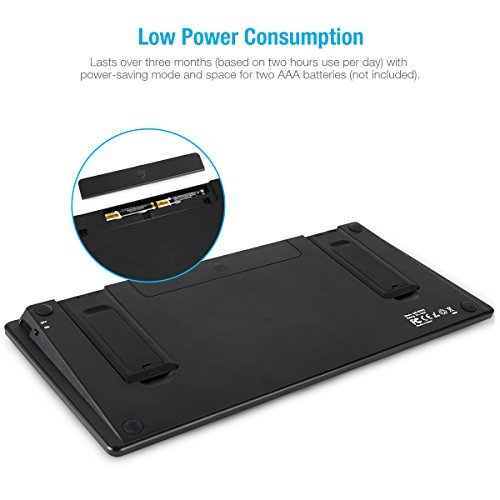 Low Power Consumption
Lasts over three months (based on two hours use per day) with
power-saving mode and space for two AAA batteries (not included).